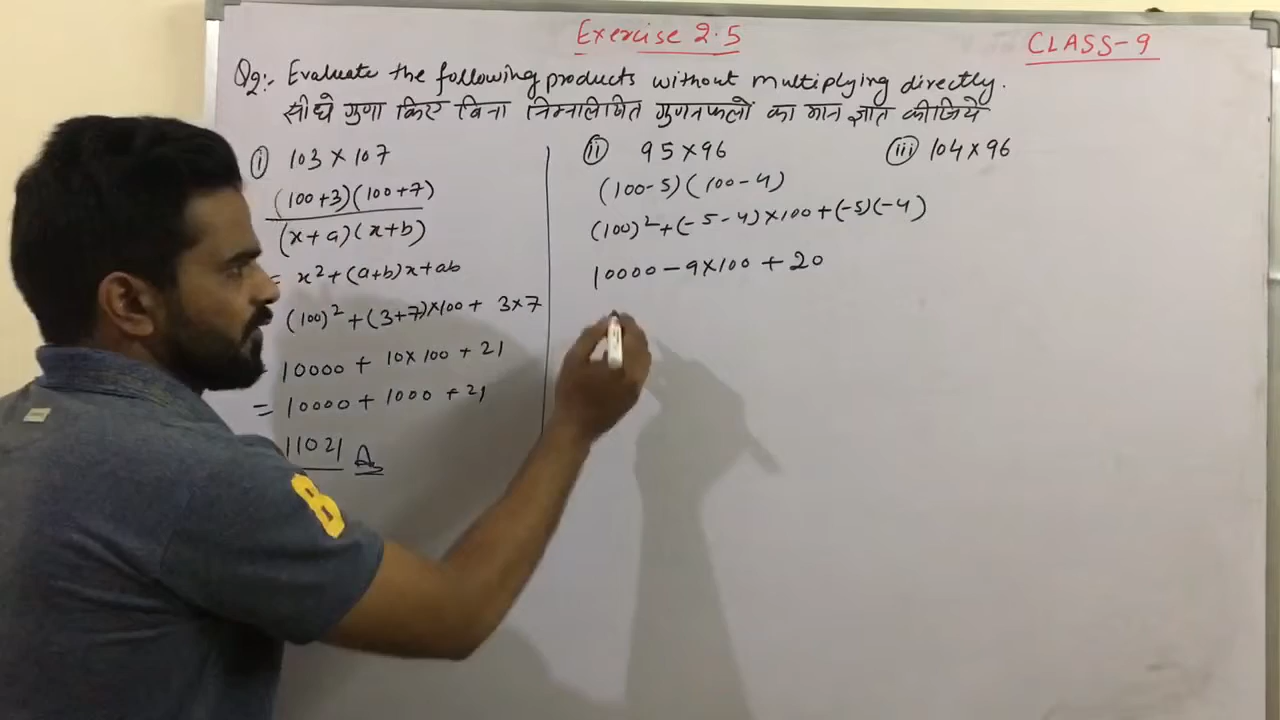 Exercise 2.5
CLASS-9
Q2:- Evaluate the following products without multiplying directly.
सीधे गुणा किए बिना निम्नलिखित गुणनफलों का मान ज्ञात कीजिये
(i) 103 × 107
(100+3)(100+7)
(x+a)(x+b)
= x²+(a+b)x+ab
(100)²+(3+7)×100+ 3×7
10000 + 10×100 + 21
= 10000 + 1000 + 21
11021
(ii) 95×96
(100-5)(100-4)
(100)²+(-5-4)×100+(-5)(-4)
10000-9×100+20
(iii) 104×96
B